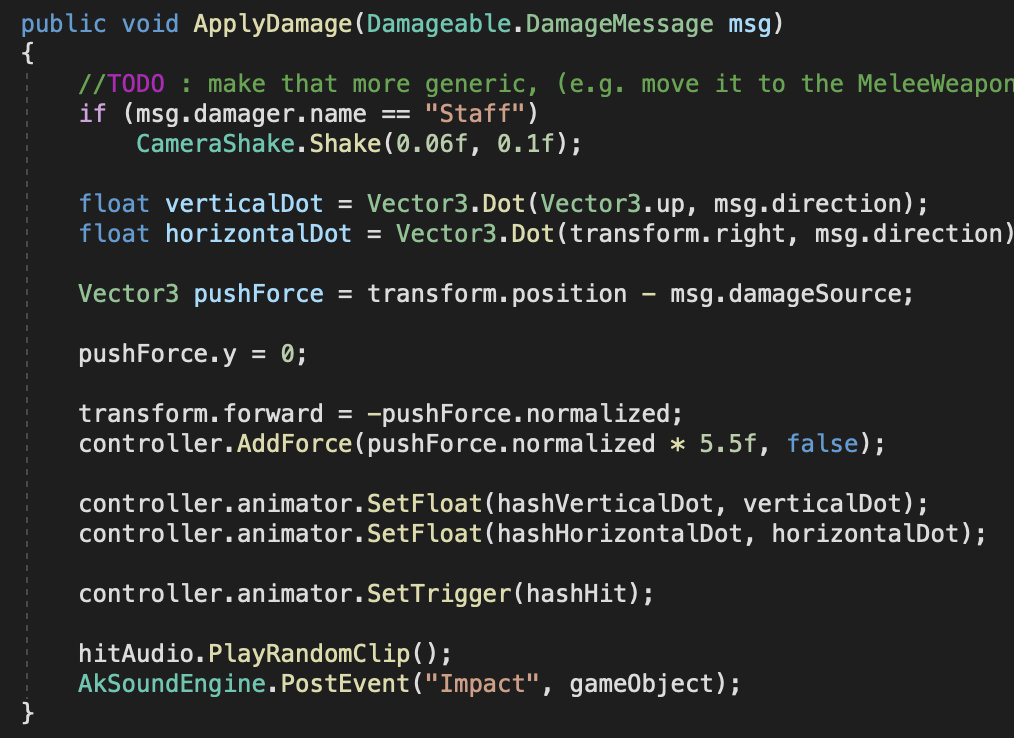 public void ApplyDamage(Damageable.DamageMessage msg)
{
    //TODO : make that more generic, (e.g. move it to the MeleeWeapon
    if (msg.damager.name == "Staff")
        CameraShake.Shake(0.06f, 0.1f);

    float verticalDot = Vector3.Dot(Vector3.up, msg.direction);
    float horizontalDot = Vector3.Dot(transform.right, msg.direction)

    Vector3 pushForce = transform.position - msg.damageSource;

    pushForce.y = 0;

    transform.forward = -pushForce.normalized;
    controller.AddForce(pushForce.normalized * 5.5f, false);

    controller.animator.SetFloat(hashVerticalDot, verticalDot);
    controller.animator.SetFloat(hashHorizontalDot, horizontalDot);

    controller.animator.SetTrigger(hashHit);

    hitAudio.PlayRandomClip();
    AkSoundEngine.PostEvent("Impact", gameObject);
}